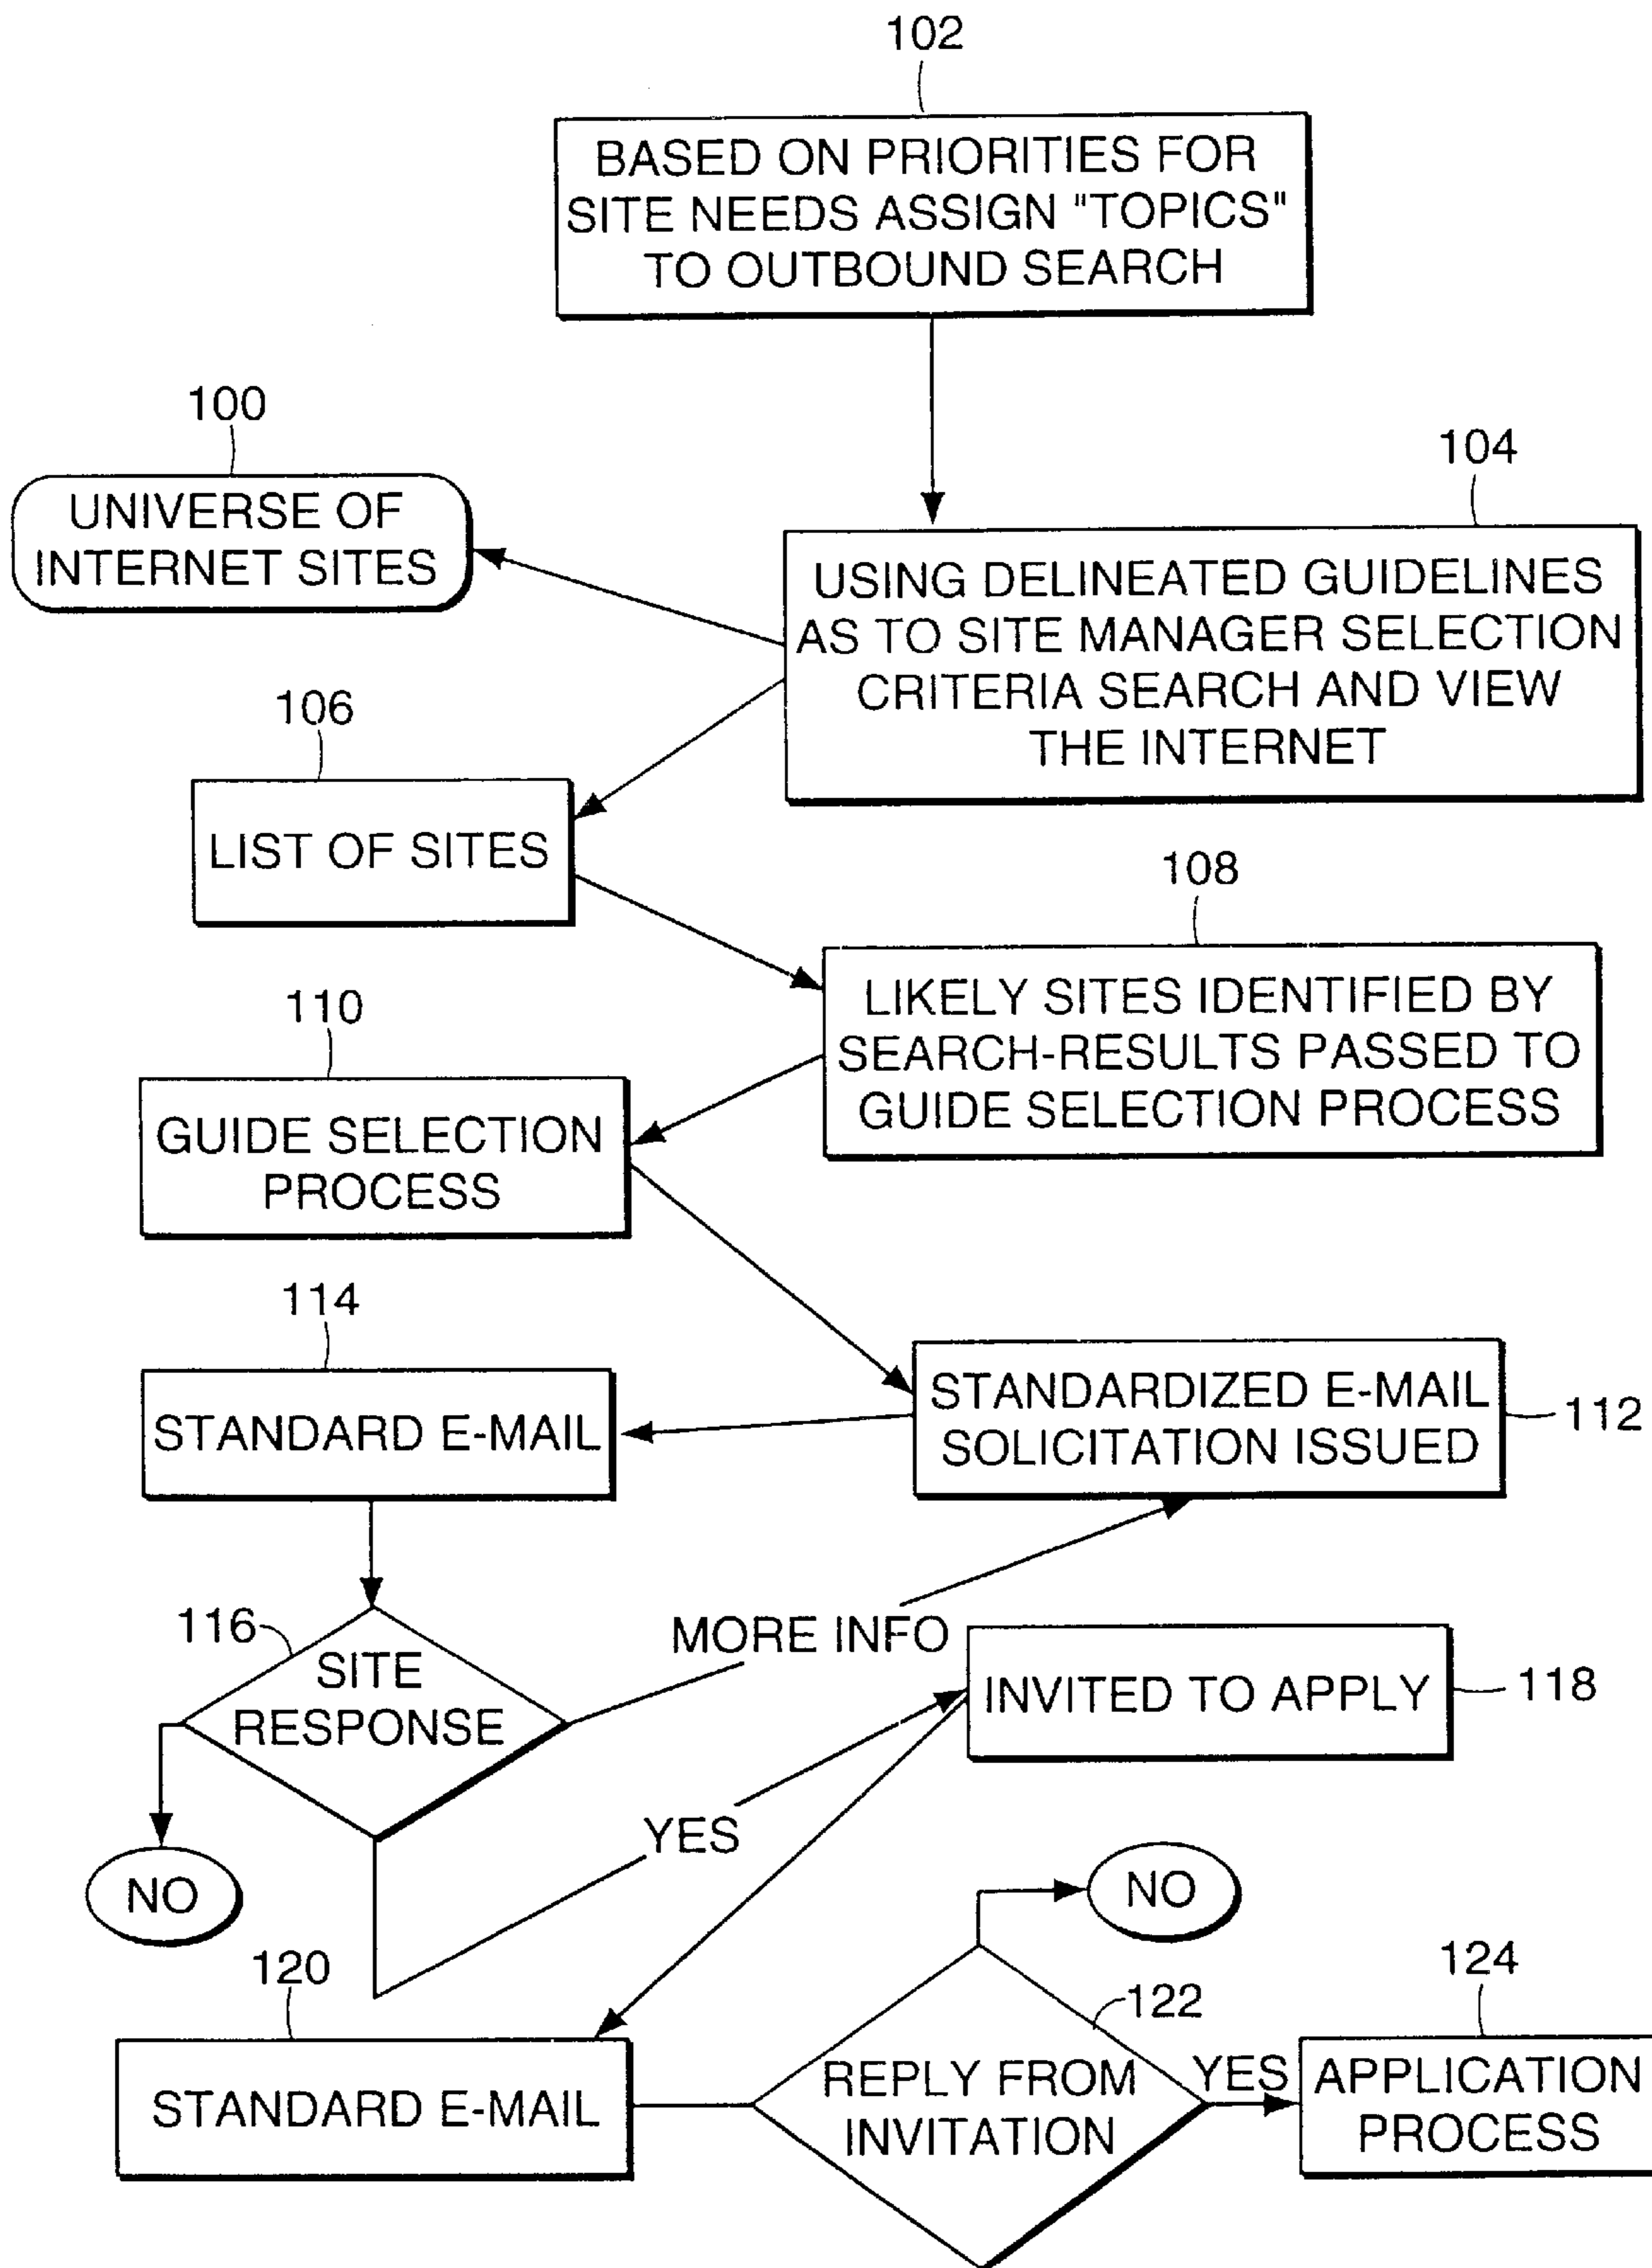 102
BASED ON PRIORITIES FOR
SITE NEEDS ASSIGN "TOPICS"
TO OUTBOUND SEARCH
100
UNIVERSE OF
INTERNET SITES
104
USING DELINEATED GUIDELINES
AS TO SITE MANAGER SELECTION
CRITERIA SEARCH AND VIEW
THE INTERNET
106
LIST OF SITES
108
LIKELY SITES IDENTIFIED BY
SEARCH-RESULTS PASSED TO
GUIDE SELECTION PROCESS
110
GUIDE SELECTION
PROCESS
114
STANDARD E-MAIL
STANDARDIZED E-MAIL
SOLICITATION ISSUED
112
116
SITE
RESPONSE
MORE INFO
INVITED TO APPLY
118
YES
NO
NO
120
STANDARD E-MAIL
122
REPLY FROM
INVITATION
YES
124
APPLICATION
PROCESS